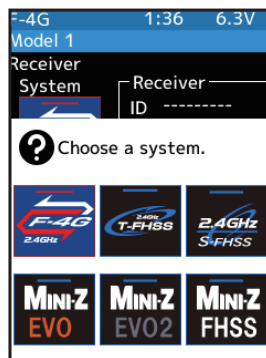 F-4G 1:36 6.3V
Model 1
Receiver
System
Receiver
ID ---------
? Choose a system.
F-4G 2.4GHz
2.4GHz T-FHSS
2.4GHz S-FHSS
MINI-Z EVO
MINI-Z EVO2
MINI-Z FHSS